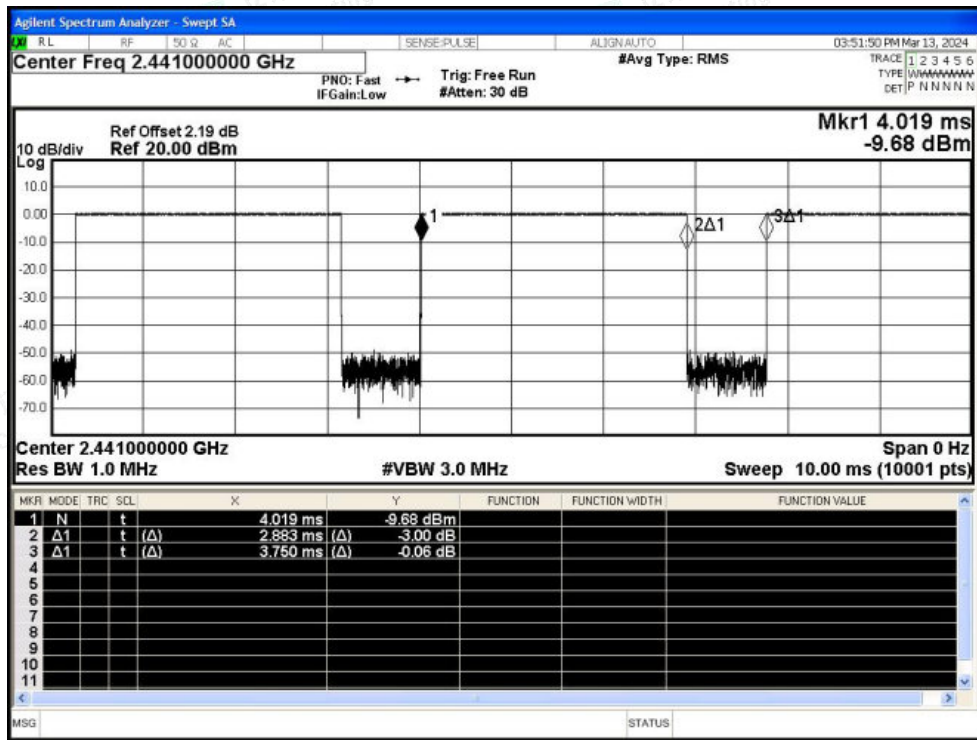 Agilent Spectrum Analyzer - Swept SA
LXI RL RF 50 Ω AC SENSE:PULSE ALIGN AUTO 03:51:50 PM Mar 13, 2024
Center Freq 2.441000000 GHz #Avg Type: RMS TRACE 1 2 3 4 5 6
PNO: Fast Trig: Free Run TYPE WWWWWW
IFGain:Low #Atten: 30 dB DET P N N N N N
Mkr1 4.019 ms
Ref Offset 2.19 dB
10 dB/div Ref 20.00 dBm -9.68 dBm
Log
10.0
0.00
1 2Δ1 3Δ1
-10.0
-20.0
-30.0
-40.0
-50.0
-60.0
-70.0
Center 2.441000000 GHz Span 0 Hz
Res BW 1.0 MHz #VBW 3.0 MHz Sweep 10.00 ms (10001 pts)
MKR MODE TRC SCL X Y FUNCTION FUNCTION WIDTH FUNCTION VALUE
1 N t 4.019 ms -9.68 dBm
2 Δ1 t (Δ) 2.883 ms (Δ) -3.00 dB
3 Δ1 t (Δ) 3.750 ms (Δ) -0.06 dB
4
5
6
7
8
9
10
11
MSG STATUS